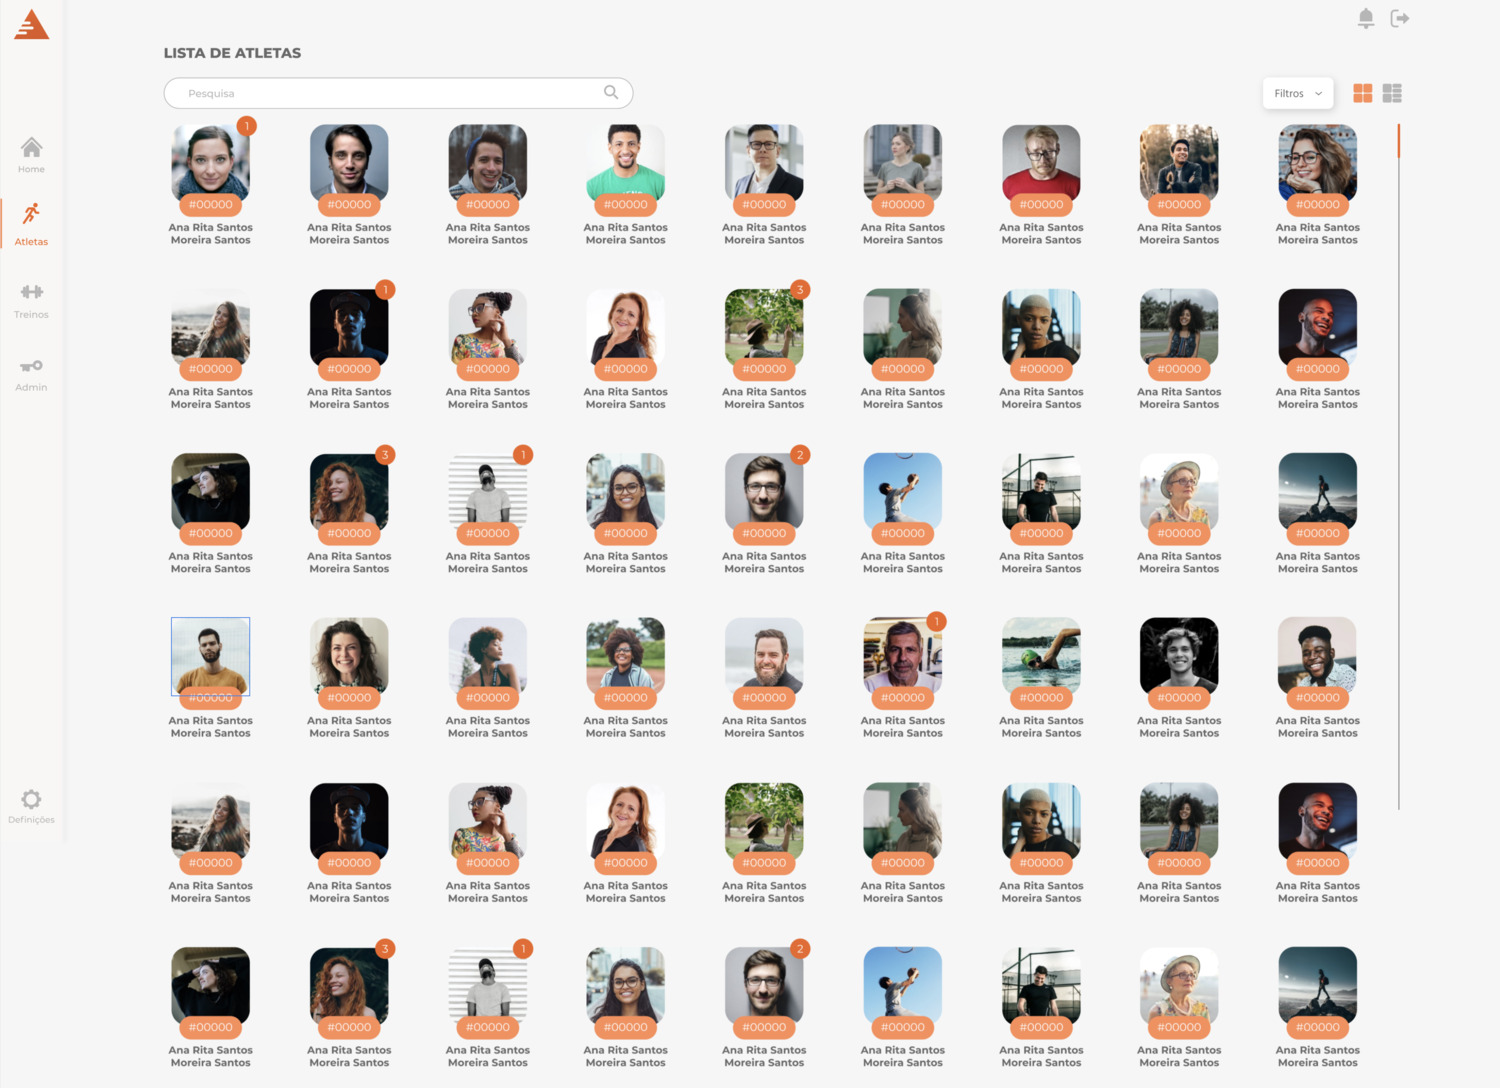 LISTA DE ATLETAS
Pesquisa
Filtros
Home
Atletas
Treinos
Admin
Definições
1
#00000 #00000 #00000 #00000 #00000 #00000 #00000 #00000 #00000
Ana Rita Santos Ana Rita Santos Ana Rita Santos Ana Rita Santos Ana Rita Santos Ana Rita Santos Ana Rita Santos Ana Rita Santos Ana Rita Santos
Moreira Santos Moreira Santos Moreira Santos Moreira Santos Moreira Santos Moreira Santos Moreira Santos Moreira Santos Moreira Santos
1 3
#00000 #00000 #00000 #00000 #00000 #00000 #00000 #00000 #00000
Ana Rita Santos Ana Rita Santos Ana Rita Santos Ana Rita Santos Ana Rita Santos Ana Rita Santos Ana Rita Santos Ana Rita Santos Ana Rita Santos
Moreira Santos Moreira Santos Moreira Santos Moreira Santos Moreira Santos Moreira Santos Moreira Santos Moreira Santos Moreira Santos
3 1 2
#00000 #00000 #00000 #00000 #00000 #00000 #00000 #00000 #00000
Ana Rita Santos Ana Rita Santos Ana Rita Santos Ana Rita Santos Ana Rita Santos Ana Rita Santos Ana Rita Santos Ana Rita Santos Ana Rita Santos
Moreira Santos Moreira Santos Moreira Santos Moreira Santos Moreira Santos Moreira Santos Moreira Santos Moreira Santos Moreira Santos
1
#00000 #00000 #00000 #00000 #00000 #00000 #00000 #00000 #00000
Ana Rita Santos Ana Rita Santos Ana Rita Santos Ana Rita Santos Ana Rita Santos Ana Rita Santos Ana Rita Santos Ana Rita Santos Ana Rita Santos
Moreira Santos Moreira Santos Moreira Santos Moreira Santos Moreira Santos Moreira Santos Moreira Santos Moreira Santos Moreira Santos
#00000 #00000 #00000 #00000 #00000 #00000 #00000 #00000 #00000
Ana Rita Santos Ana Rita Santos Ana Rita Santos Ana Rita Santos Ana Rita Santos Ana Rita Santos Ana Rita Santos Ana Rita Santos Ana Rita Santos
Moreira Santos Moreira Santos Moreira Santos Moreira Santos Moreira Santos Moreira Santos Moreira Santos Moreira Santos Moreira Santos
3 1 2
#00000 #00000 #00000 #00000 #00000 #00000 #00000 #00000 #00000
Ana Rita Santos Ana Rita Santos Ana Rita Santos Ana Rita Santos Ana Rita Santos Ana Rita Santos Ana Rita Santos Ana Rita Santos Ana Rita Santos
Moreira Santos Moreira Santos Moreira Santos Moreira Santos Moreira Santos Moreira Santos Moreira Santos Moreira Santos Moreira Santos